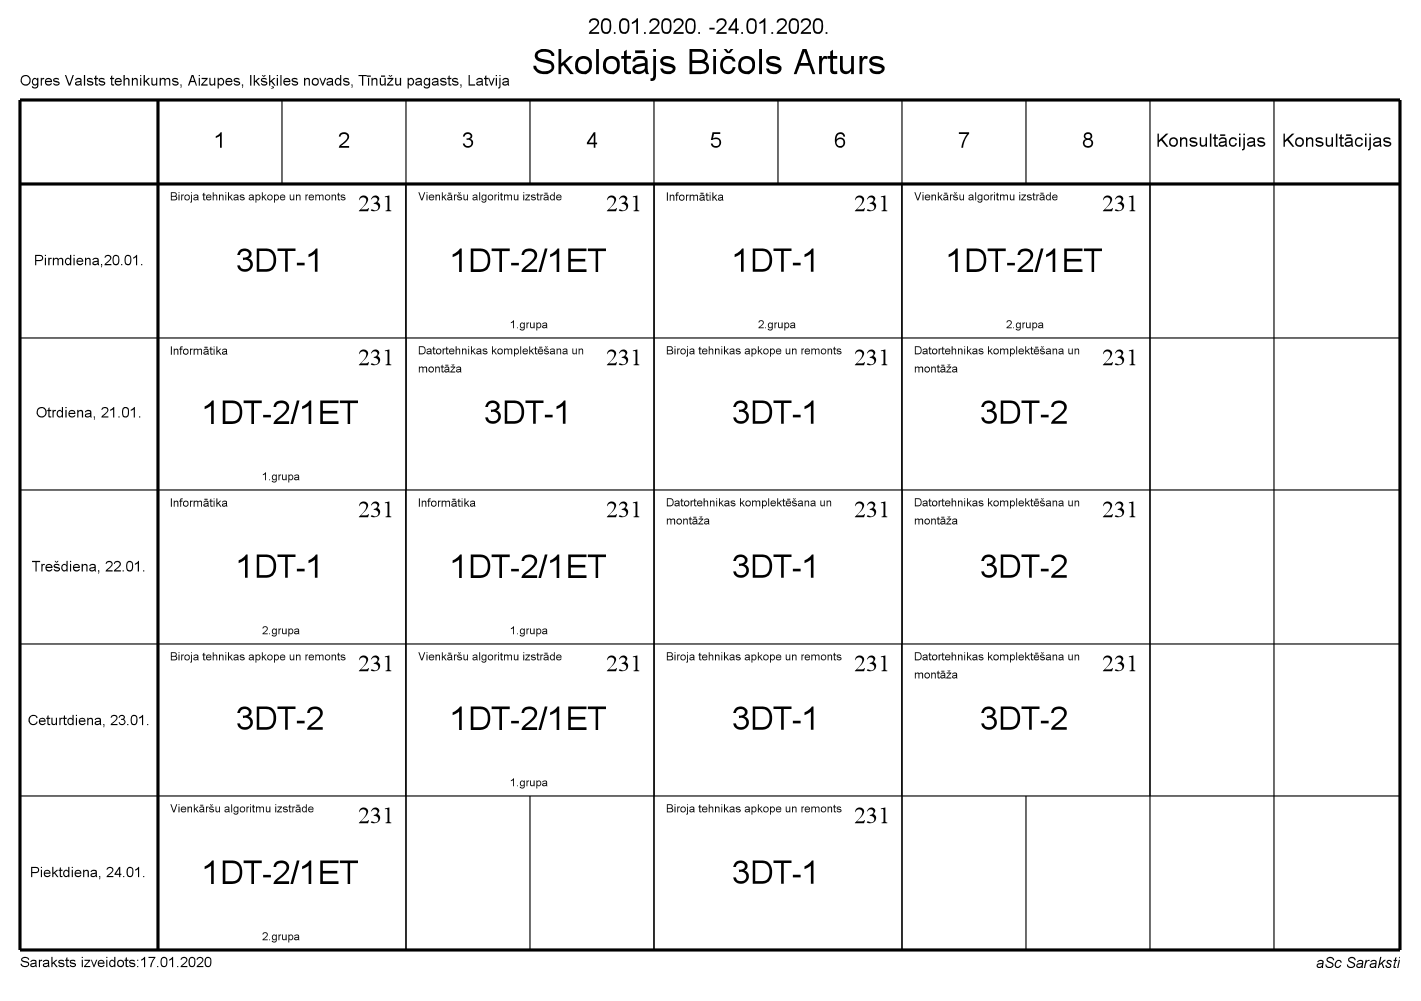 20.01.2020. -24.01.2020.
Skolotājs Bičols Arturs
Ogres Valsts tehnikums, Aizupes, Ikšķiles novads, Tīnūžu pagasts, Latvija
1 2 3 4 5 6 7 8 Konsultācijas Konsultācijas
Pirmdiena,20.01.
Biroja tehnikas apkope un remonts 231
3DT-1
Vienkāršu algoritmu izstrāde 231
1DT-2/1ET
1.grupa
Informātika 231
1DT-1
2.grupa
Vienkāršu algoritmu izstrāde 231
1DT-2/1ET
2.grupa
Otrdiena, 21.01.
Informātika 231
1DT-2/1ET
1.grupa
Datortehnikas komplektēšana un 231
montāža
3DT-1
Biroja tehnikas apkope un remonts 231
3DT-1
Datortehnikas komplektēšana un 231
montāža
3DT-2
Trešdiena, 22.01.
Informātika 231
1DT-1
2.grupa
Informātika 231
1DT-2/1ET
1.grupa
Datortehnikas komplektēšana un 231
montāža
3DT-1
Datortehnikas komplektēšana un 231
montāža
3DT-2
Ceturtdiena, 23.01.
Biroja tehnikas apkope un remonts 231
3DT-2
Vienkāršu algoritmu izstrāde 231
1DT-2/1ET
1.grupa
Biroja tehnikas apkope un remonts 231
3DT-1
Datortehnikas komplektēšana un 231
montāža
3DT-2
Piektdiena, 24.01.
Vienkāršu algoritmu izstrāde 231
1DT-2/1ET
2.grupa
Biroja tehnikas apkope un remonts 231
3DT-1
Saraksts izveidots:17.01.2020
aSc Saraksti